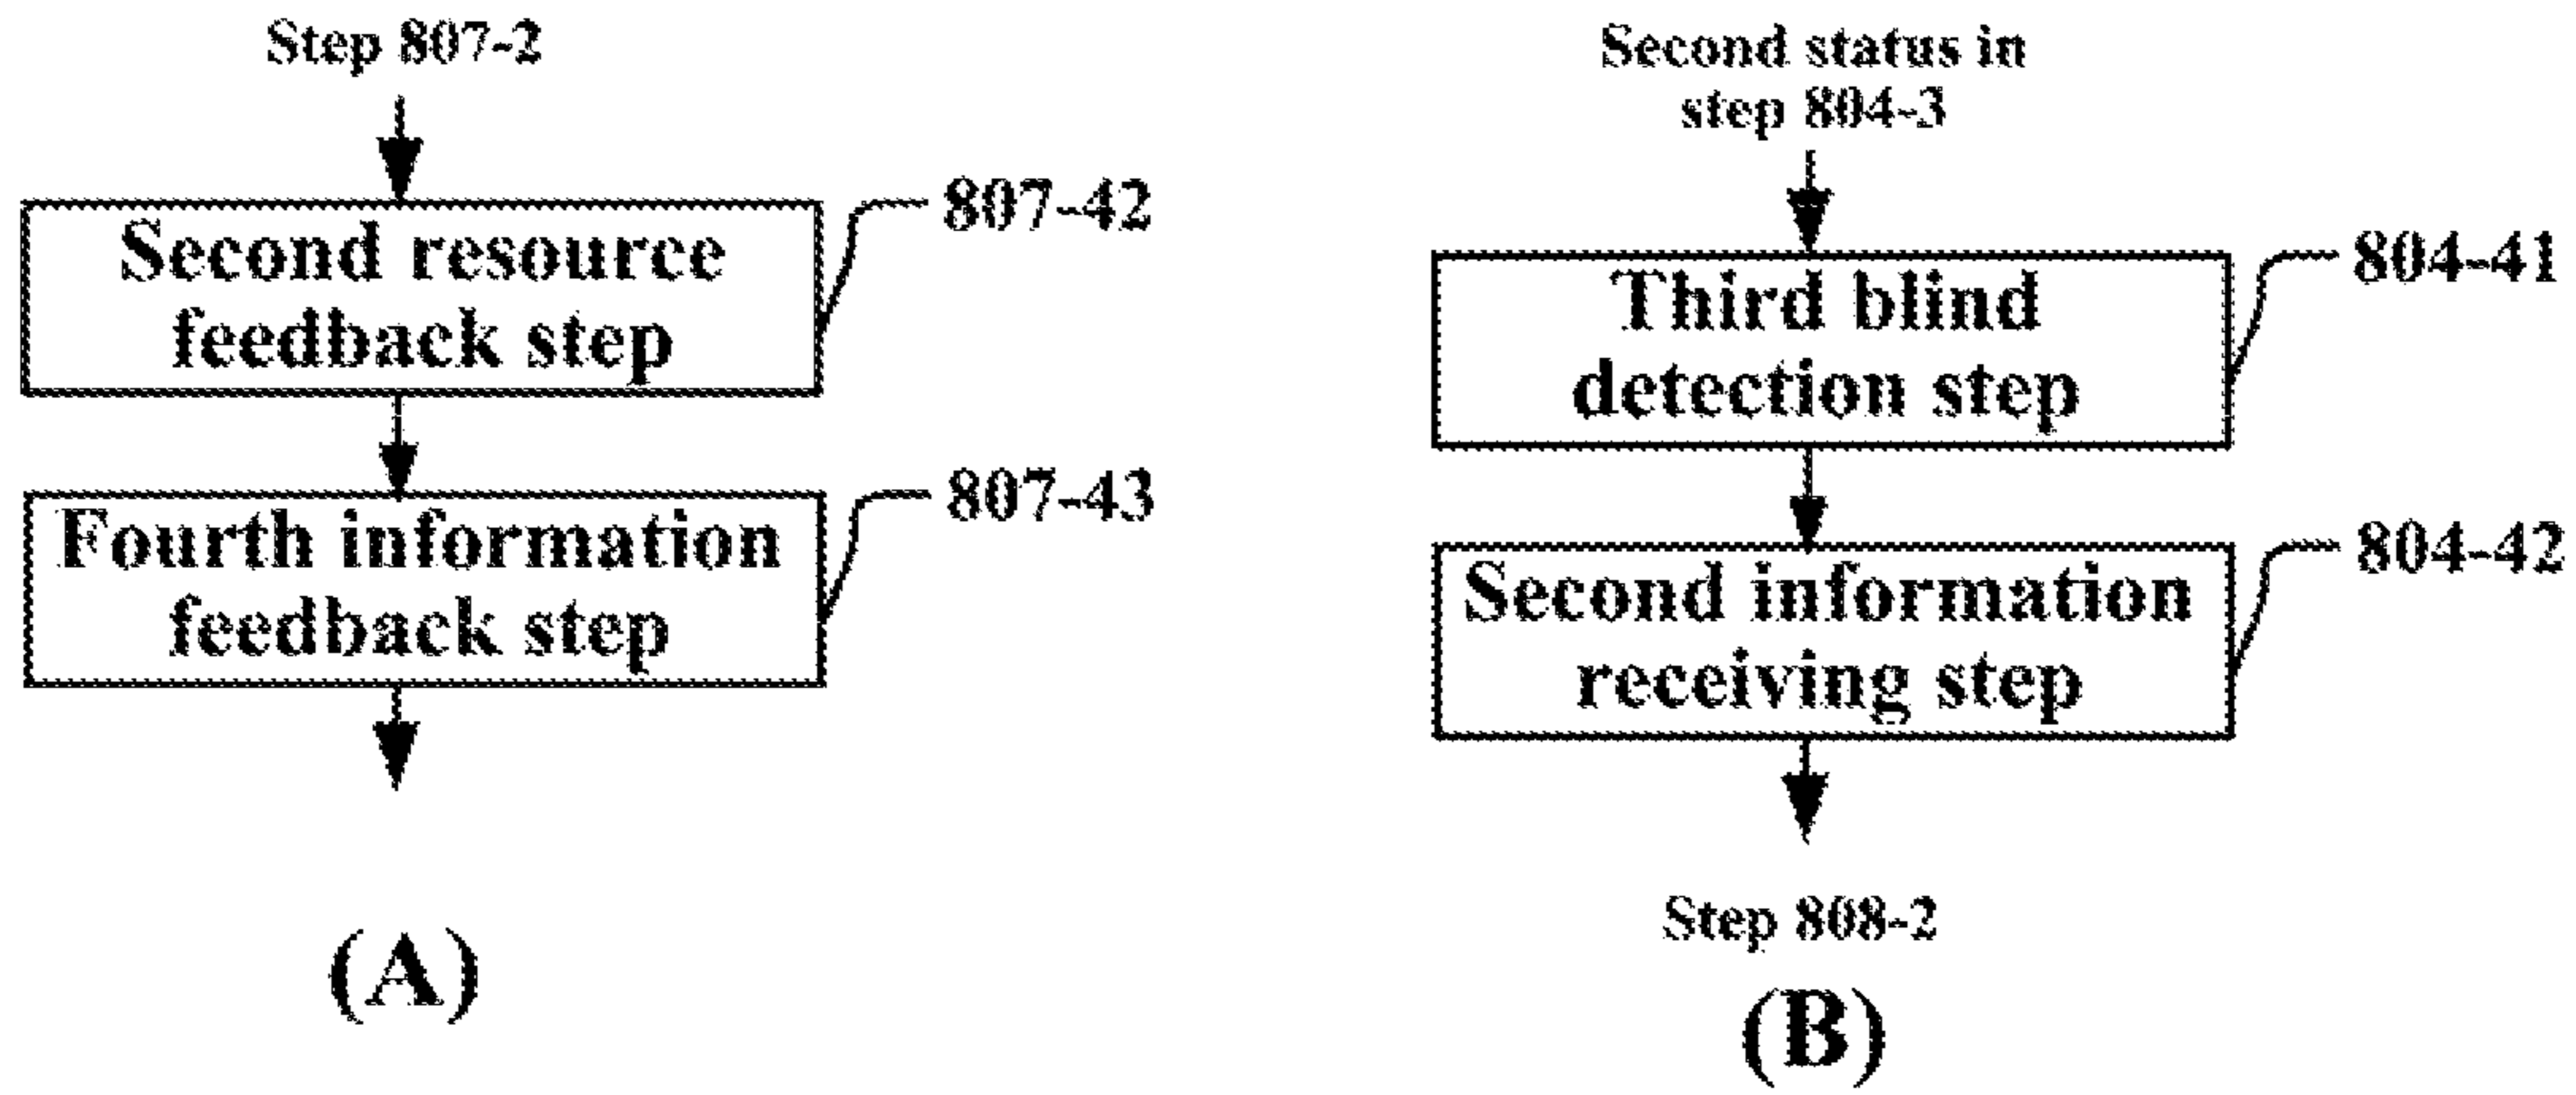 Step 807-2
Second resource
feedback step
807-42
Fourth information
feedback step
807-43
(A)
Second status in
step 804-3
Third blind
detection step
804-41
Second information
receiving step
804-42
Step 808-2
(B)